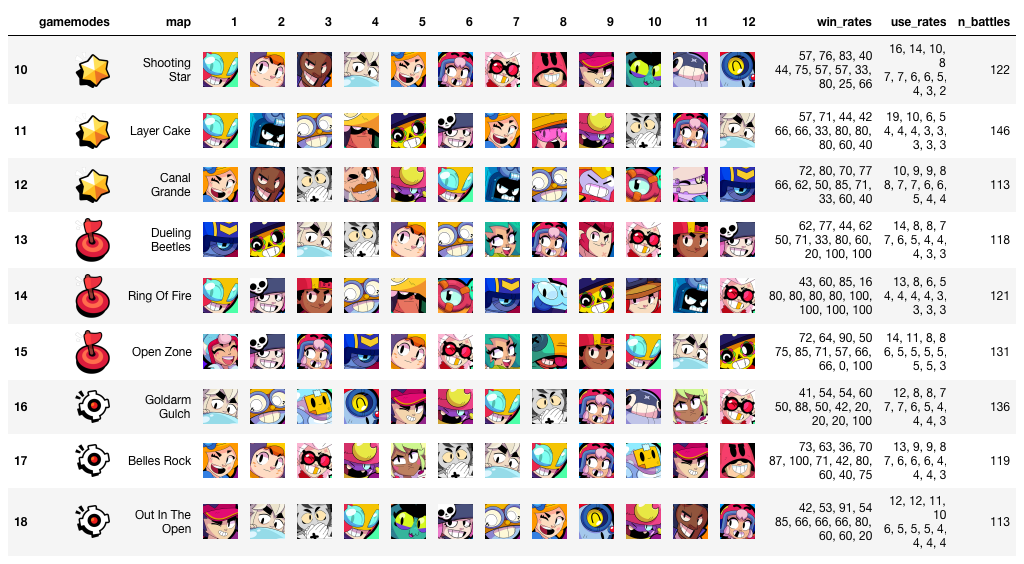 gamemodes map 1 2 3 4 5 6 7 8 9 10 11 12 win_rates use_rates n_battles
10 Shooting Star 57, 76, 83, 40 16, 14, 10, 122
44, 75, 57, 57, 33, 8
80, 25, 66 7, 7, 6, 6, 5,
4, 3, 2
11 Layer Cake 57, 71, 44, 42 19, 10, 6, 5 146
66, 66, 33, 80, 80, 4, 4, 4, 3, 3,
80, 60, 40 3, 3, 3
12 Canal Grande 72, 80, 70, 77 10, 9, 9, 8 113
66, 62, 50, 85, 71, 8, 7, 7, 6, 6,
33, 60, 40 5, 4, 4
13 Dueling Beetles 62, 77, 44, 62 14, 8, 8, 7 118
50, 71, 33, 80, 60, 7, 6, 5, 4, 4,
20, 100, 100 4, 3, 3
14 Ring Of Fire 43, 60, 85, 16 13, 8, 6, 5 121
80, 80, 80, 80, 100, 4, 4, 4, 4, 3,
100, 100, 100 3, 3, 3
15 Open Zone 72, 64, 90, 50 14, 11, 8, 8 131
75, 85, 71, 57, 66, 6, 5, 5, 5, 5,
66, 0, 100 5, 5, 3
16 Goldarm Gulch 41, 54, 54, 60 12, 8, 8, 7 136
50, 88, 50, 42, 20, 7, 7, 6, 5, 4,
20, 20, 100 4, 4, 3
17 Belles Rock 73, 63, 36, 70 13, 9, 9, 8 119
87, 100, 71, 42, 80, 7, 6, 6, 6, 4,
60, 40, 75 4, 4, 3
18 Out In The Open 42, 53, 91, 54 12, 12, 11, 113
85, 66, 66, 66, 80, 10
60, 60, 20 6, 5, 5, 5, 4,
4, 4, 4